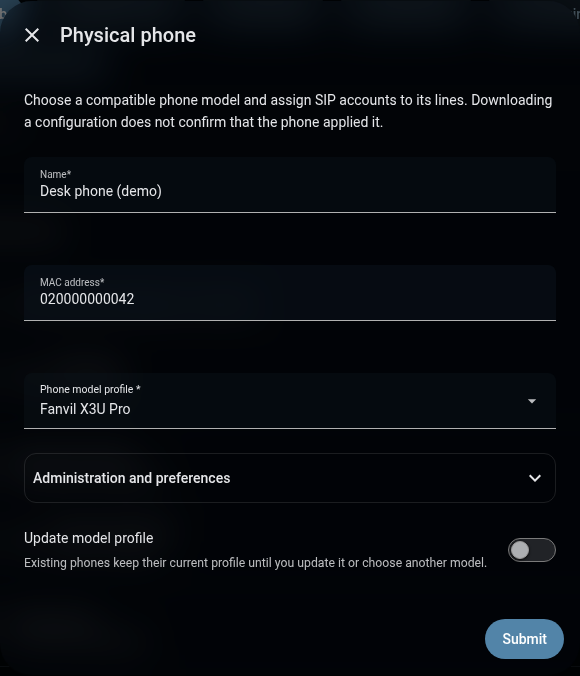 Physical phone
Choose a compatible phone model and assign SIP accounts to its lines. Downloading
a configuration does not confirm that the phone applied it.
Name*
Desk phone (demo)
MAC address*
020000000042
Phone model profile *
Fanvil X3U Pro
Administration and preferences
Update model profile
Existing phones keep their current profile until you update it or choose another model.
Submit